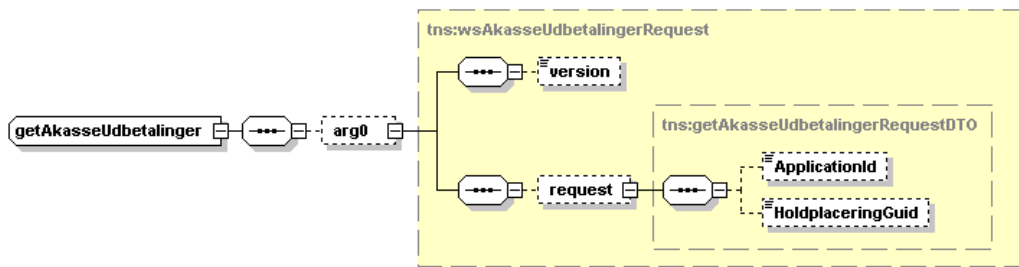 tns:wsAkasseUdbetalingerRequest
version
getAkasseUdbetalinger
arg0
tns:getAkasseUdbetalingerRequestDTO
ApplicationId
request
HoldplaceringGuid